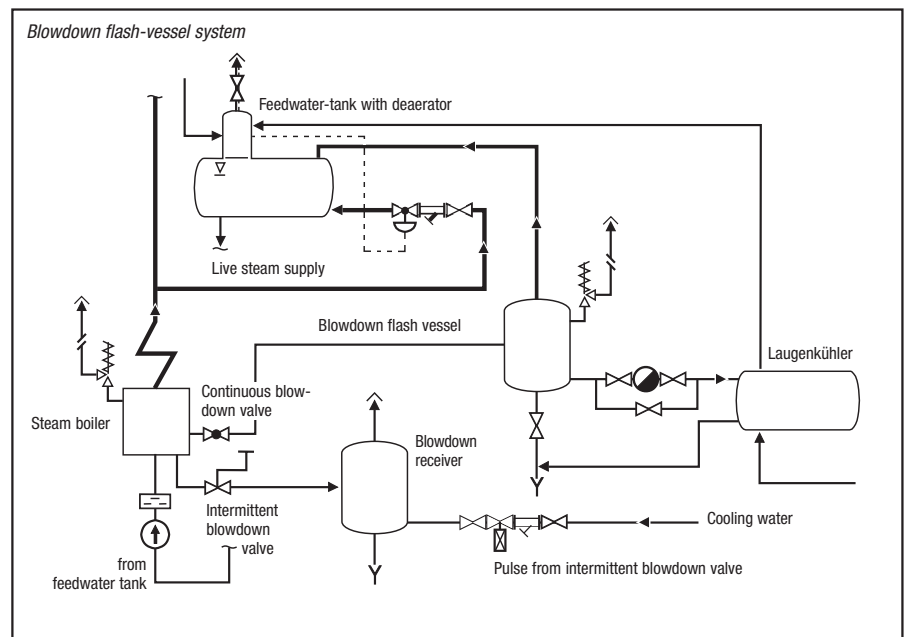 Blowdown flash-vessel system
Feedwater-tank with deaerator
Live steam supply
Blowdown flash vessel
Laugenkühler
Continuous blow-
down valve
Steam boiler
Blowdown
receiver
Intermittent
blowdown
valve
Cooling water
from
feedwater tank
Pulse from intermittent blowdown valve